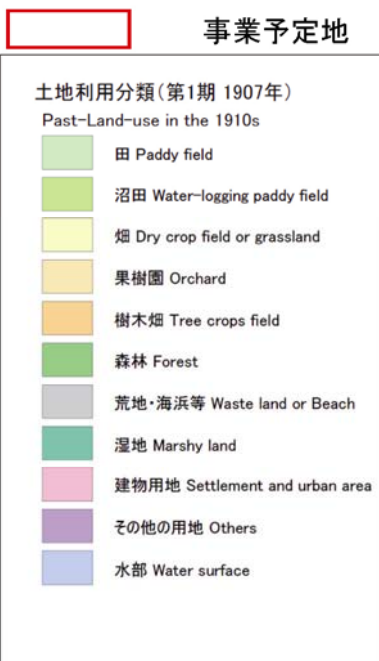 事業予定地
土地利用分類(第1期 1907年)
Past-Land-use in the 1910s
田 Paddy field
沼田 Water-logging paddy field
畑 Dry crop field or grassland
果樹園 Orchard
樹木畑 Tree crops field
森林 Forest
荒地・海浜等 Waste land or Beach
湿地 Marshy land
建物用地 Settlement and urban area
その他の用地 Others
水部 Water surface